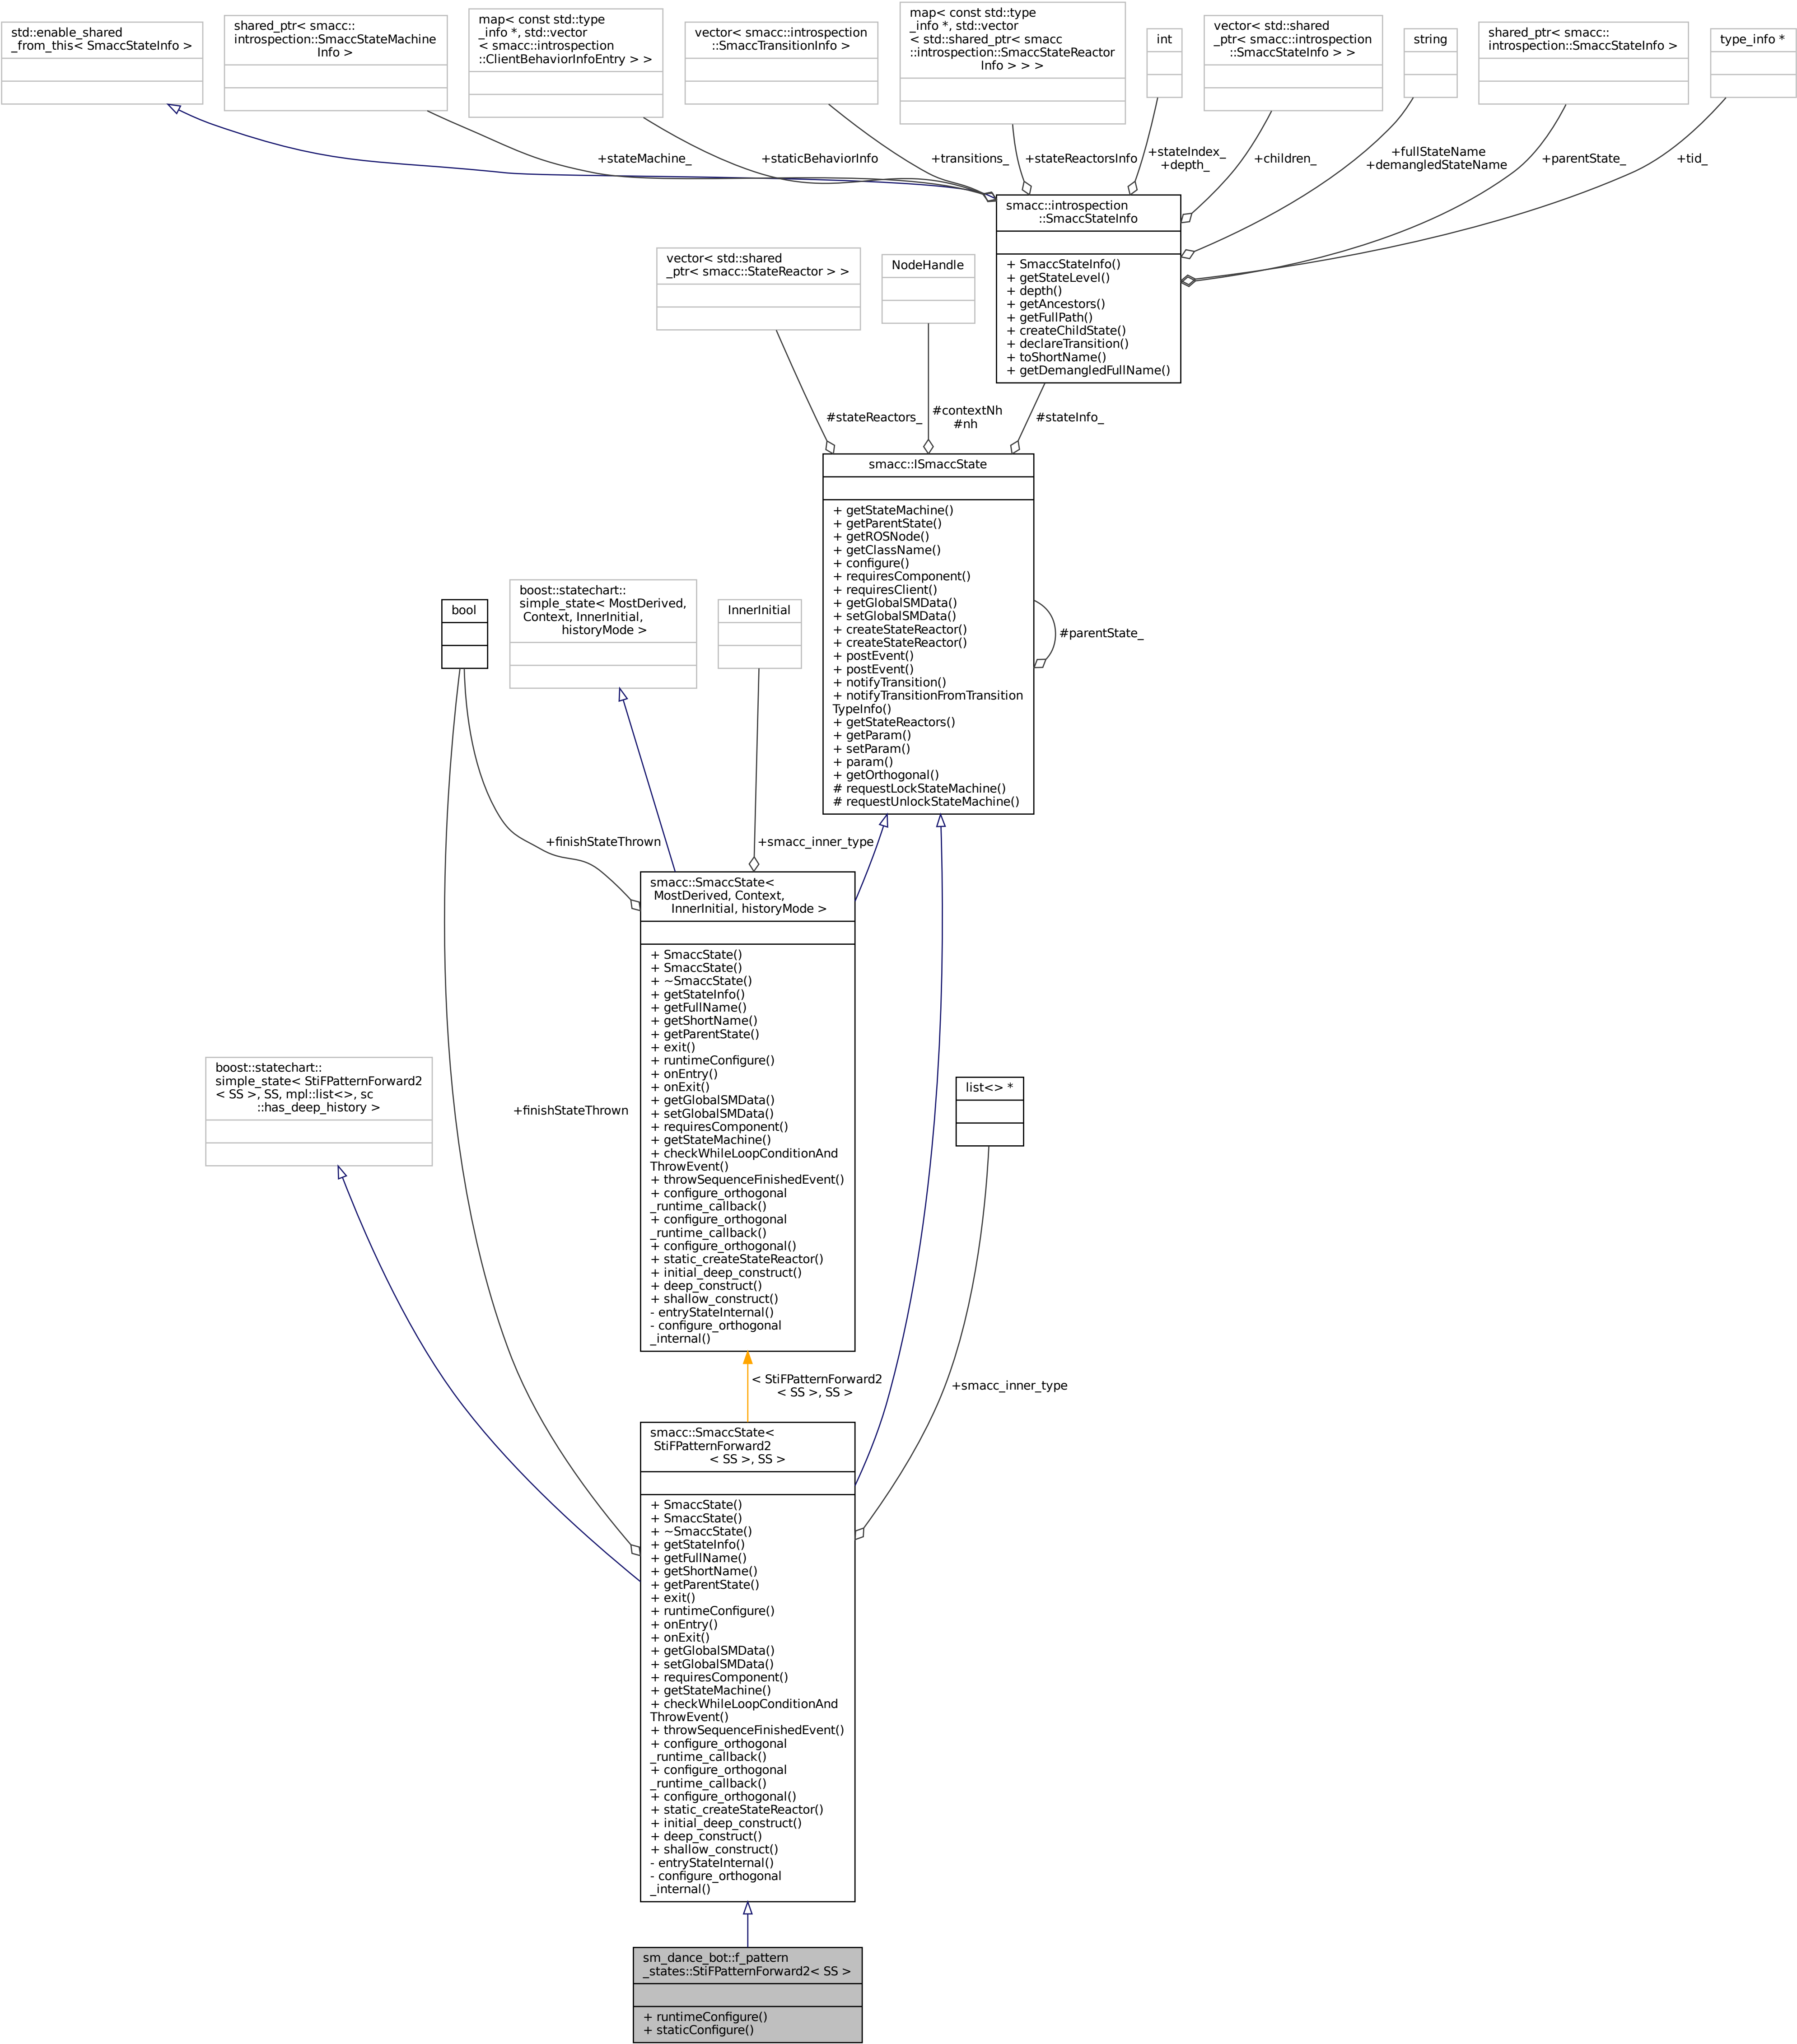 std::enable_shared
_from_this< SmaccStateInfo >
shared_ptr< smacc::
introspection::SmaccStateMachine
Info >
map< const std::type
_info *, std::vector
< smacc::introspection
::ClientBehaviorInfoEntry > >
vector< smacc::introspection
::SmaccTransitionInfo >
map< const std::type
_info *, std::vector
< std::shared_ptr< smacc
::introspection::SmaccStateReactor
Info > > >
int
vector< std::shared
_ptr< smacc::introspection
::SmaccStateInfo > >
string
shared_ptr< smacc::
introspection::SmaccStateInfo >
type_info *
+stateMachine_
+staticBehaviorInfo
+transitions_
+stateReactorsInfo
+stateIndex_
+depth_
+children_
+fullStateName
+demangledStateName
+parentState_
+tid_
smacc::introspection
::SmaccStateInfo
+ SmaccStateInfo()
+ getStateLevel()
+ depth()
+ getAncestors()
+ getFullPath()
+ createChildState()
+ declareTransition()
+ toShortName()
+ getDemangledFullName()
vector< std::shared
_ptr< smacc::StateReactor > >
NodeHandle
#stateReactors_
#contextNh
#nh
#stateInfo_
smacc::ISmaccState
+ getStateMachine()
+ getParentState()
+ getROSNode()
+ getClassName()
+ configure()
+ requiresComponent()
+ requiresClient()
+ getGlobalSMData()
+ setGlobalSMData()
+ createStateReactor()
+ createStateReactor()
+ postEvent()
+ postEvent()
+ notifyTransition()
+ notifyTransitionFromTransition
TypeInfo()
+ getStateReactors()
+ getParam()
+ setParam()
+ param()
+ getOrthogonal()
# requestLockStateMachine()
# requestUnlockStateMachine()
#parentState_
bool
boost::statechart::
simple_state< MostDerived,
Context, InnerInitial,
historyMode >
InnerInitial
+finishStateThrown
+smacc_inner_type
smacc::SmaccState<
MostDerived, Context,
InnerInitial, historyMode >
+ SmaccState()
+ SmaccState()
+ ~SmaccState()
+ getStateInfo()
+ getFullName()
+ getShortName()
+ getParentState()
+ exit()
+ runtimeConfigure()
+ onEntry()
+ onExit()
+ getGlobalSMData()
+ setGlobalSMData()
+ requiresComponent()
+ getStateMachine()
+ checkWhileLoopConditionAnd
ThrowEvent()
+ throwSequenceFinishedEvent()
+ configure_orthogonal
_runtime_callback()
+ configure_orthogonal
_runtime_callback()
+ configure_orthogonal()
+ static_createStateReactor()
+ initial_deep_construct()
+ deep_construct()
+ shallow_construct()
- entryStateInternal()
- configure_orthogonal
_internal()
boost::statechart::
simple_state< StiFPatternForward2
< SS >, SS, mpl::list<>, sc
::has_deep_history >
+finishStateThrown
list<> *
< StiFPatternForward2
< SS >, SS >
+smacc_inner_type
smacc::SmaccState<
StiFPatternForward2
< SS >, SS >
+ SmaccState()
+ SmaccState()
+ ~SmaccState()
+ getStateInfo()
+ getFullName()
+ getShortName()
+ getParentState()
+ exit()
+ runtimeConfigure()
+ onEntry()
+ onExit()
+ getGlobalSMData()
+ setGlobalSMData()
+ requiresComponent()
+ getStateMachine()
+ checkWhileLoopConditionAnd
ThrowEvent()
+ throwSequenceFinishedEvent()
+ configure_orthogonal
_runtime_callback()
+ configure_orthogonal
_runtime_callback()
+ configure_orthogonal()
+ static_createStateReactor()
+ initial_deep_construct()
+ deep_construct()
+ shallow_construct()
- entryStateInternal()
- configure_orthogonal
_internal()
sm_dance_bot::f_pattern
_states::StiFPatternForward2< SS >
+ runtimeConfigure()
+ staticConfigure()